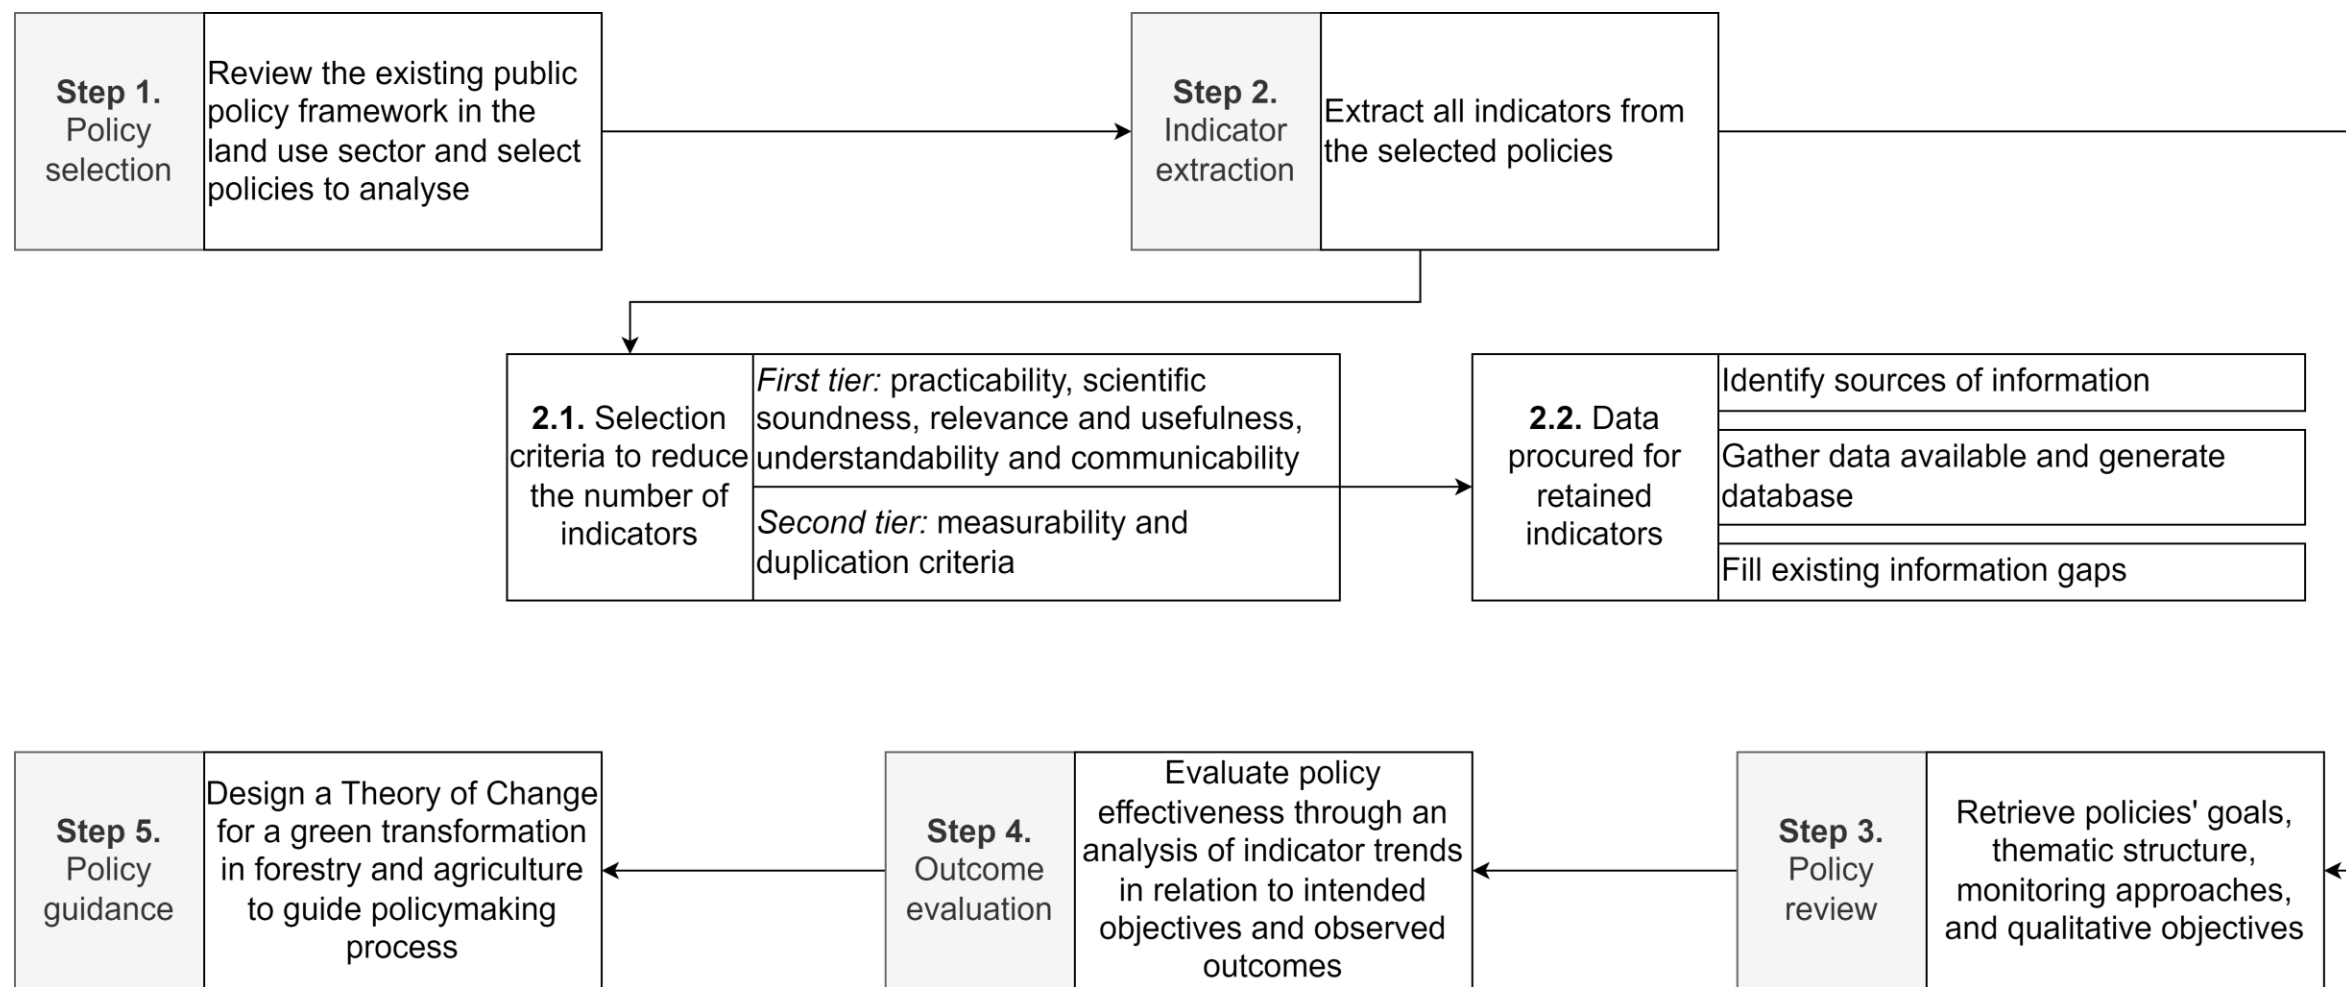 Step 1.
Policy
selection
Review the existing public
policy framework in the
land use sector and select
policies to analyse
Step 2.
Indicator
extraction
Extract all indicators from
the selected policies
2.1. Selection
criteria to reduce
the number of
indicators
First tier: practicability, scientific
soundness, relevance and usefulness,
understandability and communicability
Second tier: measurability and
duplication criteria
2.2. Data
procured for
retained
indicators
Identify sources of information
Gather data available and generate
database
Fill existing information gaps
Step 3.
Policy
review
Retrieve policies' goals,
thematic structure,
monitoring approaches,
and qualitative objectives
Step 4.
Outcome
evaluation
Evaluate policy
effectiveness through an
analysis of indicator trends
in relation to intended
objectives and observed
outcomes
Step 5.
Policy
guidance
Design a Theory of Change
for a green transformation
in forestry and agriculture
to guide policymaking
process